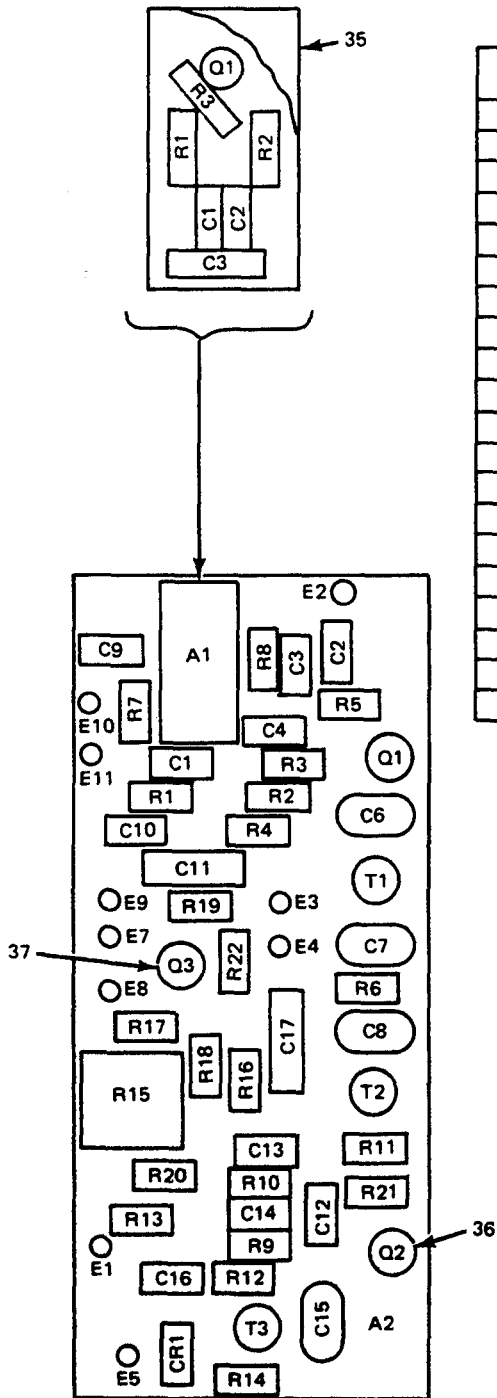 35
Q1
R3
R1
R2
C1
C2
C3
E2
C9
A1
R8
C3
C2
R7
R5
E10
C4
Q1
E11
C1
R3
R1
R2
C6
C10
R4
C11
T1
E9
R19
E3
E7
37
Q3
R22
E4
C7
E8
R6
R17
C17
C8
R18
R16
R15
T2
C13
R11
R20
R10
R21
C14
C12
R13
R9
Q2
36
E1
C16
R12
T3
C15
A2
E5
CR1
R14